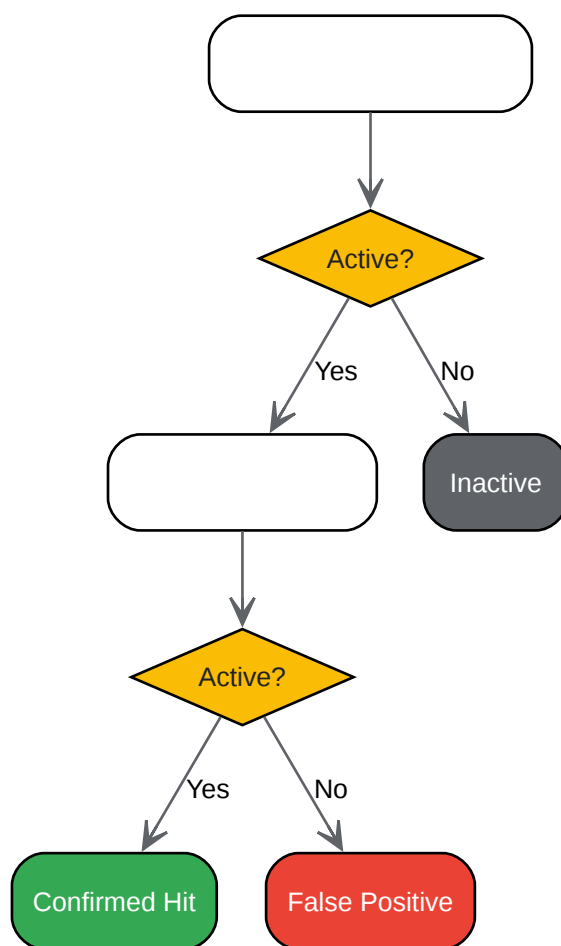 Active?
Yes
No
Inactive
Active?
Yes
No
Confirmed Hit
False Positive